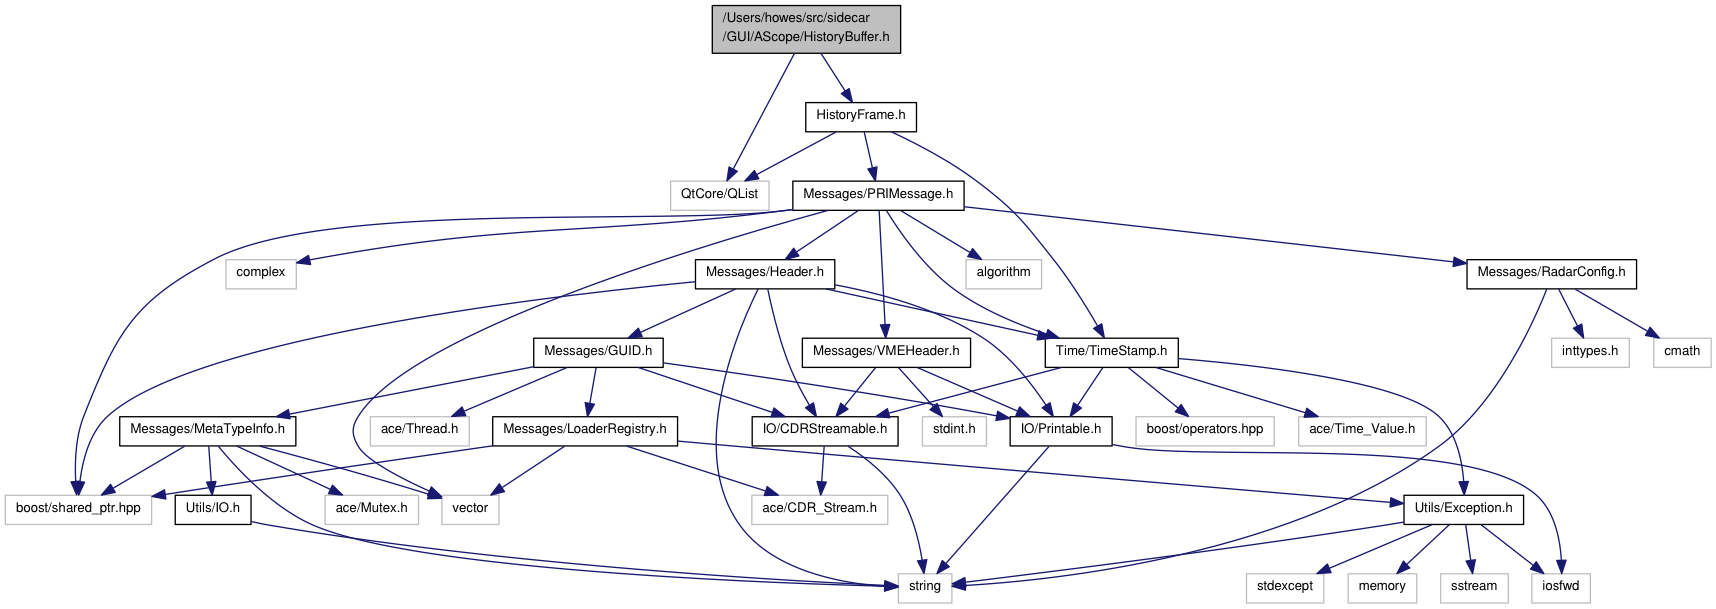 /Users/howes/src/sidecar
/GUI/AScope/HistoryBuffer.h
HistoryFrame.h
QtCore/QList
Messages/PRIMessage.h
complex
Messages/Header.h
algorithm
Messages/RadarConfig.h
Messages/GUID.h
Messages/VMEHeader.h
Time/TimeStamp.h
inttypes.h
cmath
Messages/MetaTypeInfo.h
ace/Thread.h
Messages/LoaderRegistry.h
IO/CDRStreamable.h
stdint.h
IO/Printable.h
boost/operators.hpp
ace/Time_Value.h
boost/shared_ptr.hpp
Utils/IO.h
ace/Mutex.h
vector
ace/CDR_Stream.h
Utils/Exception.h
string
stdexcept
memory
sstream
iosfwd